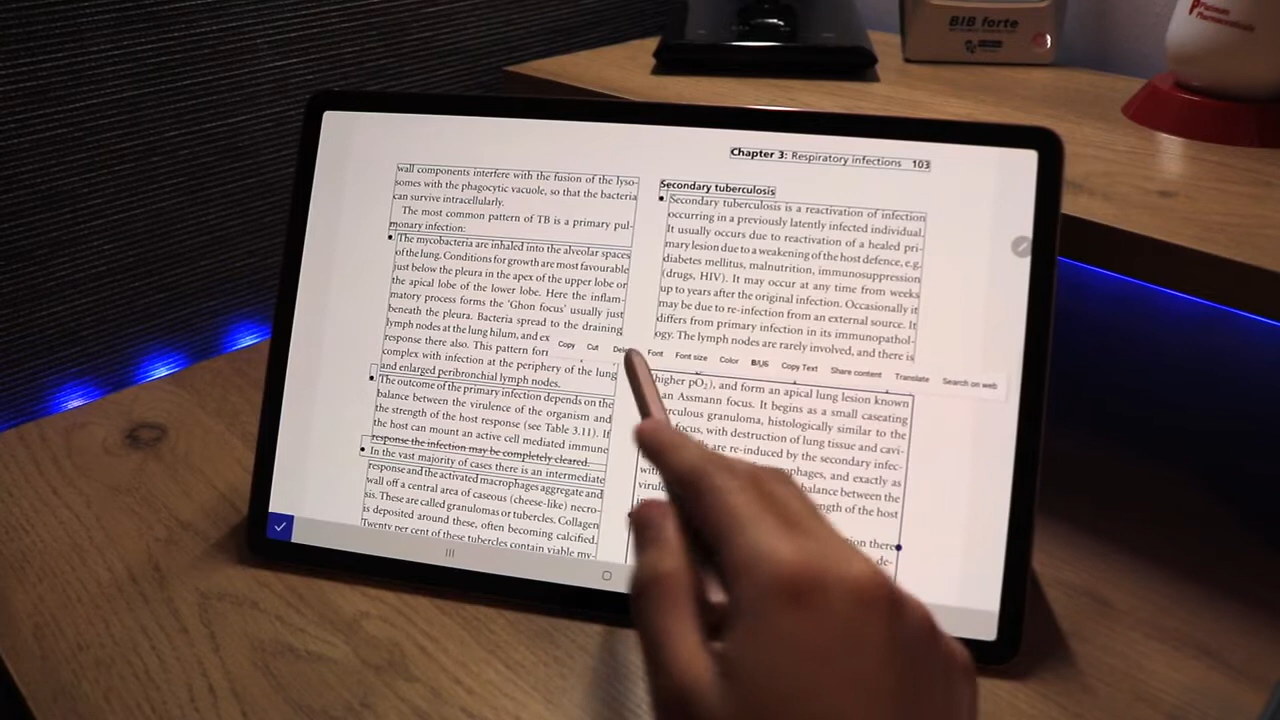 BIB forte
Platinum
Pharmaceuticals
Chapter 3: Respiratory infections 103
wall components interfere with the fusion of the lyso-
somes with the phagocytic vacuole, so that the bacteria
can survive intracellularly.
The most common pattern of TB is a primary pul-
monary infection:
• The mycobacteria are inhaled into the alveolar spaces
of the lung. Conditions for growth are most favourable
just below the pleura in the apex of the upper lobe or
the apical lobe of the lower lobe. Here the inflam-
matory process forms the 'Ghon focus' usually just
beneath the pleura. Bacteria spread to the draining
lymph nodes at the lung hilum, and ex
response there also. This pattern for
complex with infection at the periphery of the lung
and enlarged peribronchial lymph nodes.
• The outcome of the primary infection depends on the
balance between the virulence of the organism and
the strength of the host response (see Table 3.11). If
the host can mount an active cell mediated immune
response the infection may be completely cleared.
• In the vast majority of cases there is an intermediate
response and the activated macrophages aggregate and
wall off a central area of caseous (cheese-like) necro-
sis. These are called granulomas or tubercles. Collagen
is deposited around these, often becoming calcified.
Twenty per cent of these tubercles contain viable my-
Secondary tuberculosis
• Secondary tuberculosis is a reactivation of infection
occurring in a previously latently infected individual.
It usually occurs due to reactivation of a healed pri-
mary lesion due to a weakening of the host defence, e.g.
diabetes mellitus, malnutrition, immunosuppression
(drugs, HIV). It may occur at any time from weeks
up to years after the original infection. Occasionally it
may be due to re-infection from an external source. It
differs from primary infection in its immunopathol-
ogy. The lymph nodes are rarely involved, and there is
Copy Cut Font Font size Color B/U/S Copy Text Share content Translate Search on web
higher pO2), and form an apical lung lesion known
an Assmann focus. It begins as a small caseating
rculous granuloma, histologically similar to the
focus, with destruction of lung tissue and cavi-
are re-induced by the secondary infec-
phages, and exactly as
balance between the
ength of the host
ion there
de-